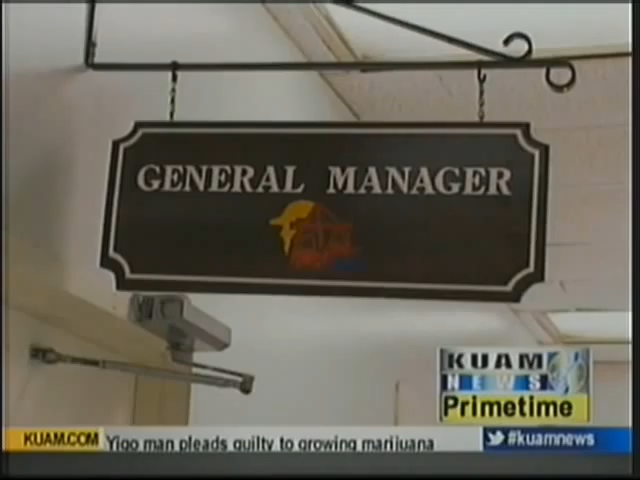 GENERAL MANAGER
KUAM
NEWS
Primetime
KUAM.COM Yigo man pleads guilty to growing marijuana #kuamnews